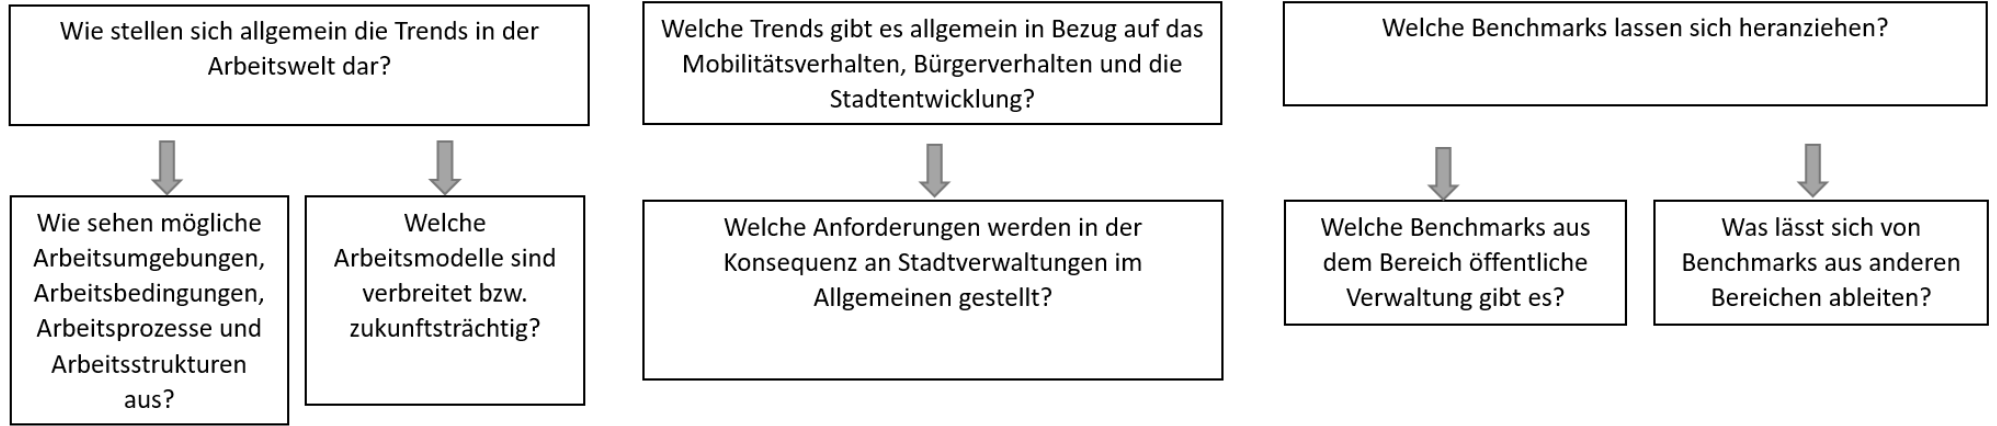 Wie stellen sich allgemein die Trends in der
Arbeitswelt dar?
Welche Trends gibt es allgemein in Bezug auf das
Mobilitätsverhalten, Bürgerverhalten und die
Stadtentwicklung?
Welche Benchmarks lassen sich heranziehen?
Wie sehen mögliche
Arbeitsumgebungen,
Arbeitsbedingungen,
Arbeitsprozesse und
Arbeitsstrukturen
aus?
Welche
Arbeitsmodelle sind
verbreitet bzw.
zukunftsträchtig?
Welche Anforderungen werden in der
Konsequenz an Stadtverwaltungen im
Allgemeinen gestellt?
Welche Benchmarks aus
dem Bereich öffentliche
Verwaltung gibt es?
Was lässt sich von
Benchmarks aus anderen
Bereichen ableiten?